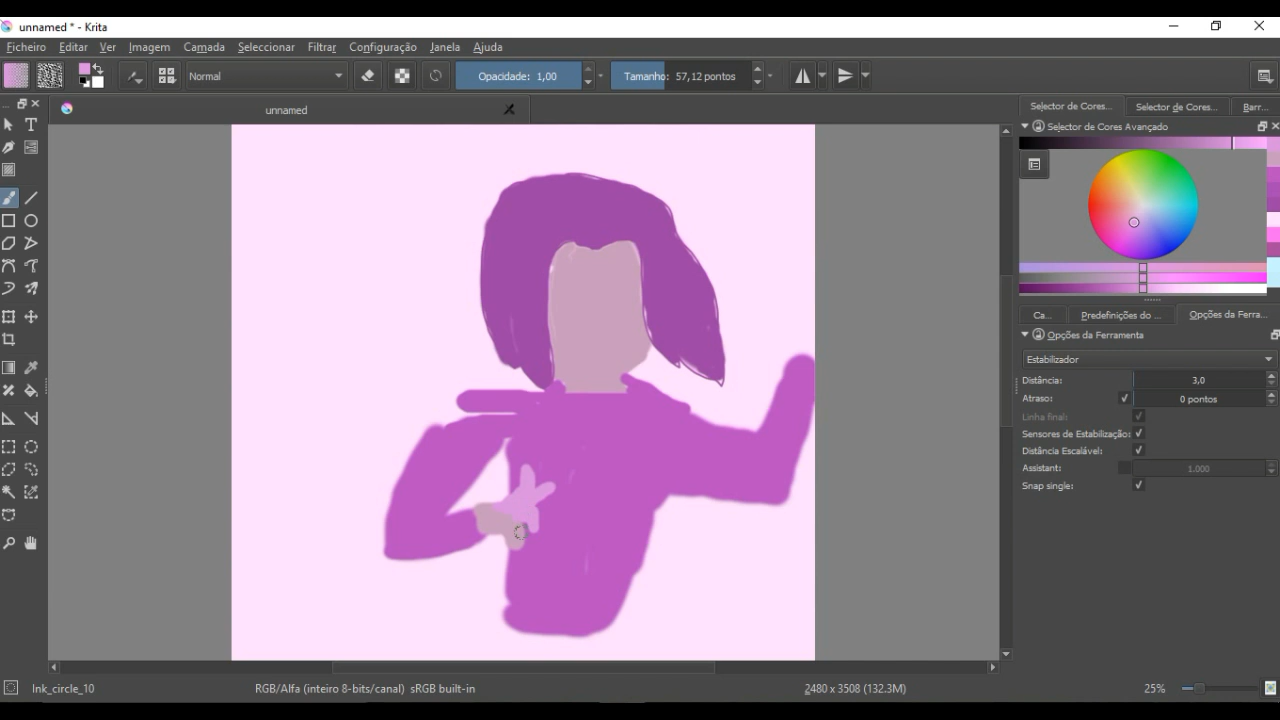 unnamed * - Krita
Ficheiro Editar Ver Imagem Camada Seleccionar Filtrar Configuração Janela Ajuda
Normal Opacidade: 1,00 Tamanho: 57,12 pontos
unnamed
Selector de Cores... Selector de Cores... Barr...
Selector de Cores Avançado
Ca... Predefinições do ... Opções da Ferra...
Opções da Ferramenta
Estabilizador
Distância: 3,0
Atraso: 0 pontos
Linha final:
Sensores de Estabilização:
Distância Escalável:
Assistant: 1.000
Snap single:
Ink_circle_10 RGB/Alfa (inteiro 8-bits/canal) sRGB built-in 2480 x 3508 (132.3M) 25%